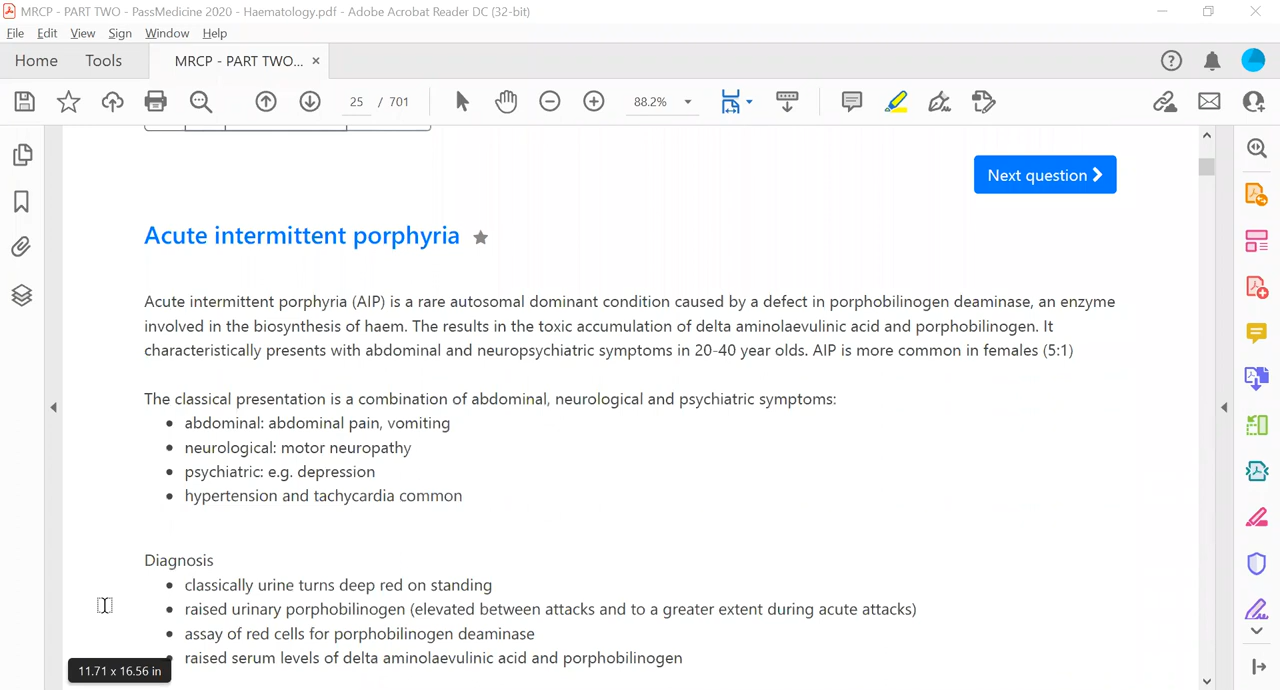 MRCP - PART TWO - PassMedicine 2020 - Haematology.pdf - Adobe Acrobat Reader DC (32-bit)
File Edit View Sign Window Help
Home Tools MRCP - PART TWO... ×
25 / 701 88.2%
Next question
Acute intermittent porphyria
Acute intermittent porphyria (AIP) is a rare autosomal dominant condition caused by a defect in porphobilinogen deaminase, an enzyme
involved in the biosynthesis of haem. The results in the toxic accumulation of delta aminolaevulinic acid and porphobilinogen. It
characteristically presents with abdominal and neuropsychiatric symptoms in 20-40 year olds. AIP is more common in females (5:1)
The classical presentation is a combination of abdominal, neurological and psychiatric symptoms:
• abdominal: abdominal pain, vomiting
• neurological: motor neuropathy
• psychiatric: e.g. depression
• hypertension and tachycardia common
Diagnosis
• classically urine turns deep red on standing
• raised urinary porphobilinogen (elevated between attacks and to a greater extent during acute attacks)
• assay of red cells for porphobilinogen deaminase
• raised serum levels of delta aminolaevulinic acid and porphobilinogen
11.71 x 16.56 in